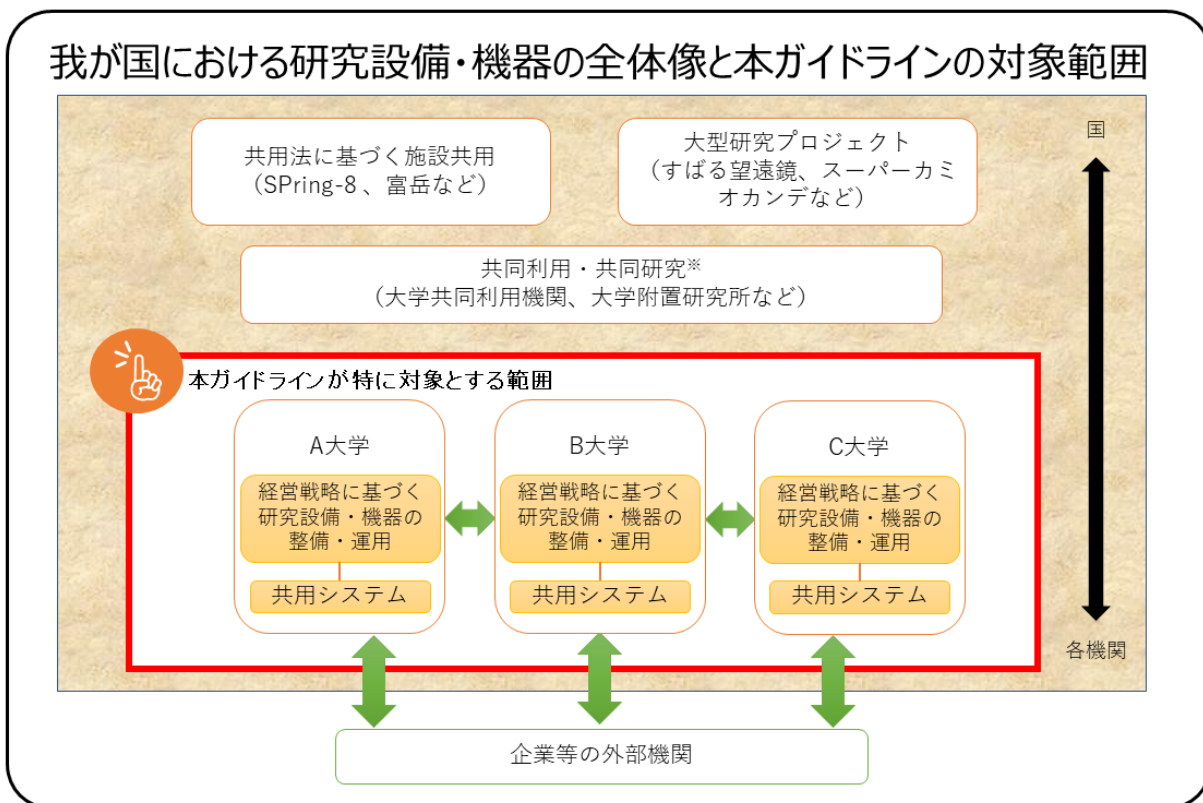 我が国における研究設備・機器の全体像と本ガイドラインの対象範囲
国
共用法に基づく施設共用
（SPring-8 、富岳など）
大型研究プロジェクト
（すばる望遠鏡、スーパーカミ
オカンデなど）
共同利用・共同研究※
（大学共同利用機関、大学附置研究所など）
本ガイドラインが特に対象とする範囲
A大学
経営戦略に基づく
研究設備・機器の
整備・運用
共用システム
B大学
経営戦略に基づく
研究設備・機器の
整備・運用
共用システム
C大学
経営戦略に基づく
研究設備・機器の
整備・運用
共用システム
各機関
企業等の外部機関